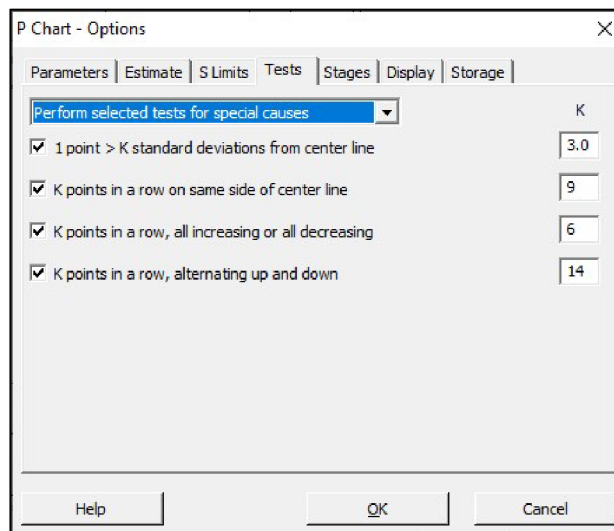 P Chart - Options
Parameters Estimate S Limits Tests Stages Display Storage
Perform selected tests for special causes K
1 point > K standard deviations from center line 3.0
K points in a row on same side of center line 9
K points in a row, all increasing or all decreasing 6
K points in a row, alternating up and down 14
Help OK Cancel